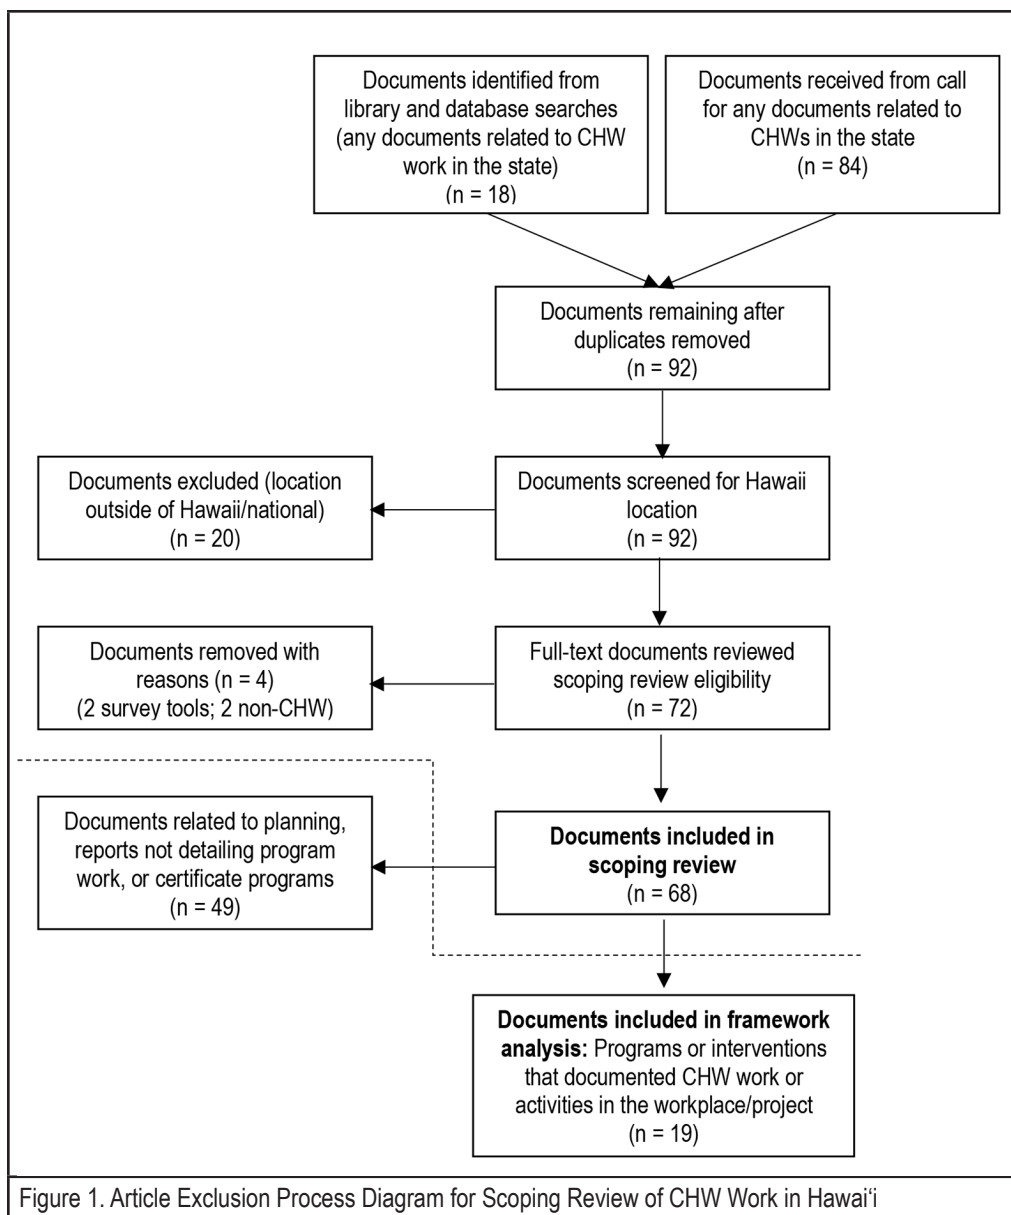 Documents identified from
library and database searches
(any documents related to CHW
work in the state)
(n = 18)
Documents received from call
for any documents related to
CHWs in the state
(n = 84)
Documents remaining after
duplicates removed
(n = 92)
Documents excluded (location
outside of Hawaii/national)
(n = 20)
Documents screened for Hawaii
location
(n = 92)
Documents removed with
reasons (n = 4)
(2 survey tools; 2 non-CHW)
Full-text documents reviewed
scoping review eligibility
(n = 72)
Documents related to planning,
reports not detailing program
work, or certificate programs
(n = 49)
Documents included in
scoping review
(n = 68)
Documents included in framework
analysis: Programs or interventions
that documented CHW work or
activities in the workplace/project
(n = 19)
Figure 1. Article Exclusion Process Diagram for Scoping Review of CHW Work in Hawai‘i